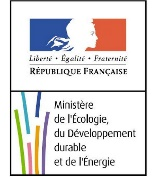 Liberté • Égalité • Fraternité
RÉPUBLIQUE FRANÇAISE
Ministère
de l'Écologie,
du Développement
durable
et de l'Énergie